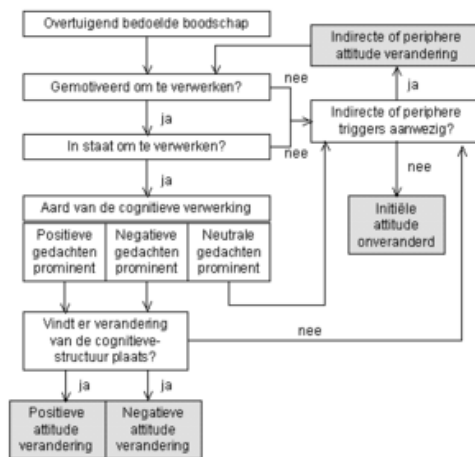 Overtuigend bedoelde boodschap
Indirecte of periphere
attitude verandering
Gemotiveerd om te verwerken?
nee
ja
ja
Indirecte of periphere
triggers aanwezig?
In staat om te verwerken?
nee
nee
ja
Aard van de cognitieve verwerking
Positieve
gedachten
prominent
Negatieve
gedachten
prominent
Neutrale
gedachten
prominent
Initiële
attitude
onveranderd
Vindt er verandering
van de cognitieve-
structuur plaats?
nee
ja
ja
Positieve
attitude
verandering
Negatieve
attitude
verandering